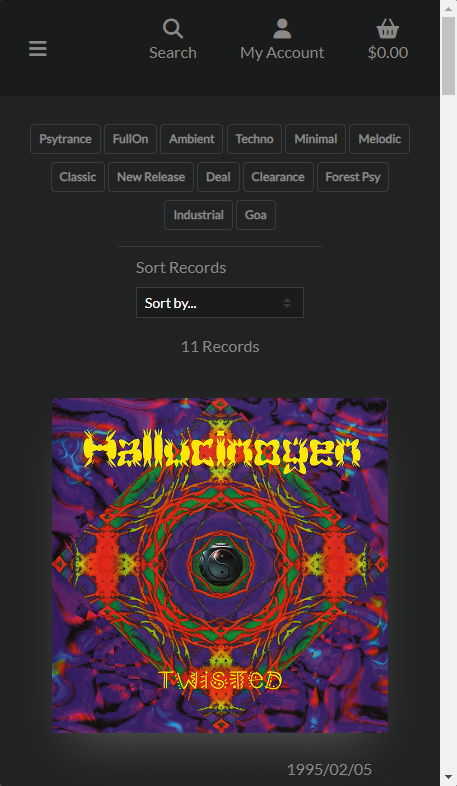 Search My Account $0.00
Psytrance FullOn Ambient Techno Minimal Melodic
Classic New Release Deal Clearance Forest Psy
Industrial Goa
Sort Records
Sort by...
11 Records
Hallucinogen
TWisTeD
1995/02/05